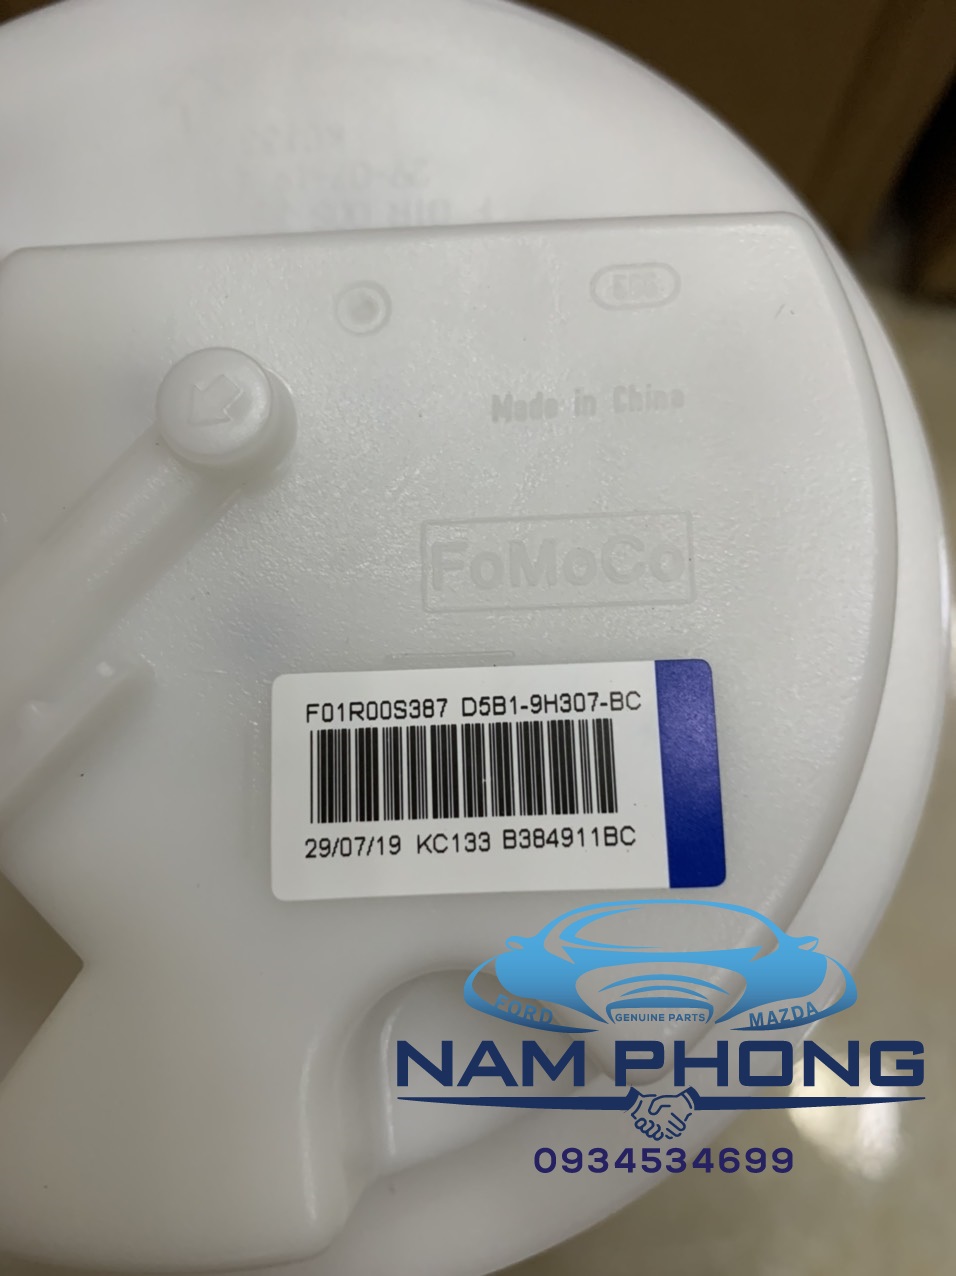 Made in China
FoMoCo
F01R00S387 D5B1-9H307-BC
29/07/19 KC133 B384911BC
FORD
GENUINE PARTS
MAZDA
NAM PHONG
0934534699